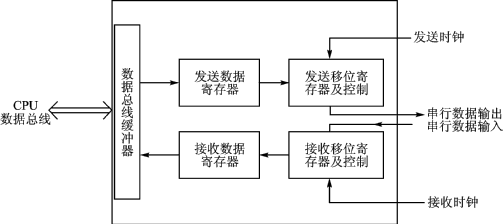 发送时钟
数据总线缓冲器
发送数据
寄存器
发送移位寄
存器及控制
CPU
数据总线
串行数据输出
串行数据输入
接收数据
寄存器
接收移位寄
存器及控制
接收时钟